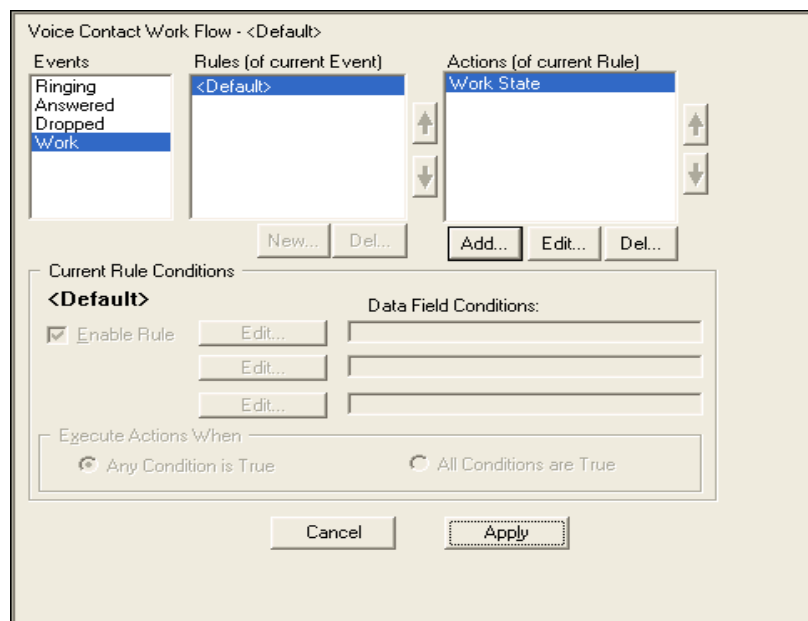 Voice Contact Work Flow - <Default>
Events
Rules (of current Event)
Actions (of current Rule)
Ringing
Answered
Dropped
Work
<Default>
Work State
New...
Del...
Add...
Edit...
Del...
Current Rule Conditions
<Default>
Data Field Conditions:
Enable Rule
Edit...
Edit...
Edit...
Execute Actions When
Any Condition is True
All Conditions are True
Cancel
Apply